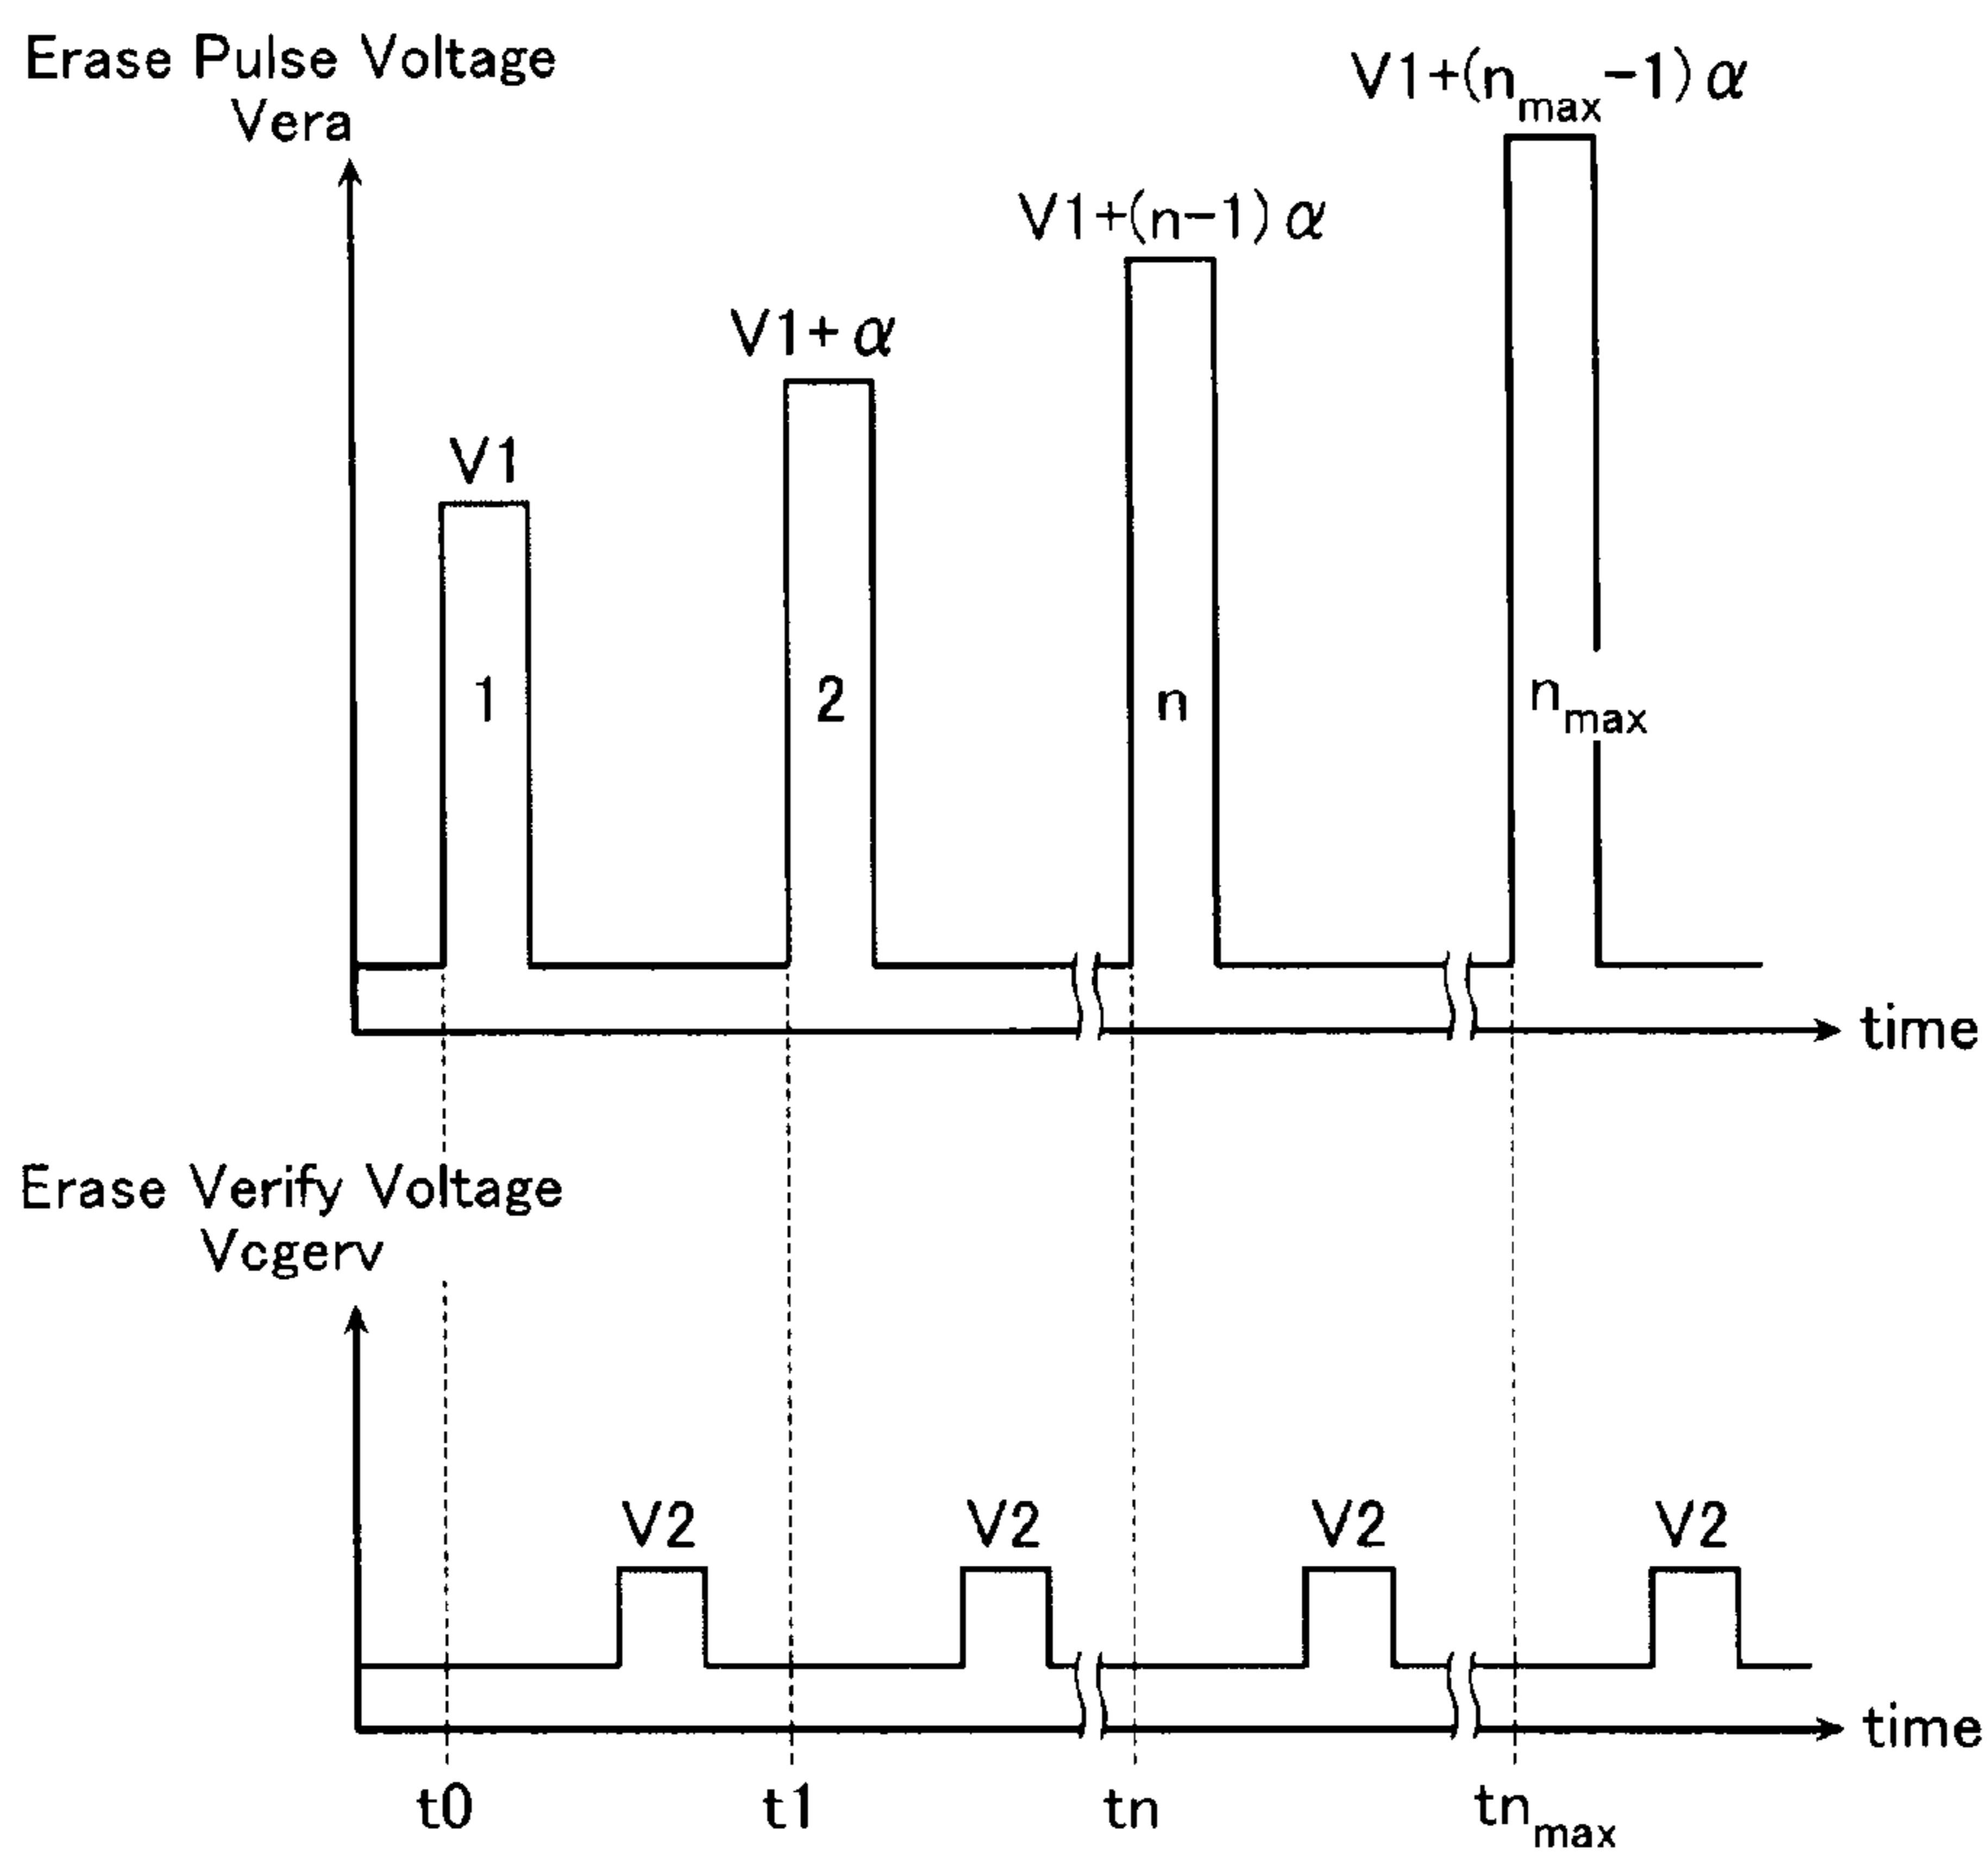 Erase Pulse Voltage
Vera
V1
V1+α
V1+(n-1)α
V1+(nmax-1)α
1
2
n
nmax
time
Erase Verify Voltage
Vcgerv
V2
V2
V2
V2
time
t0
t1
tn
tnmax